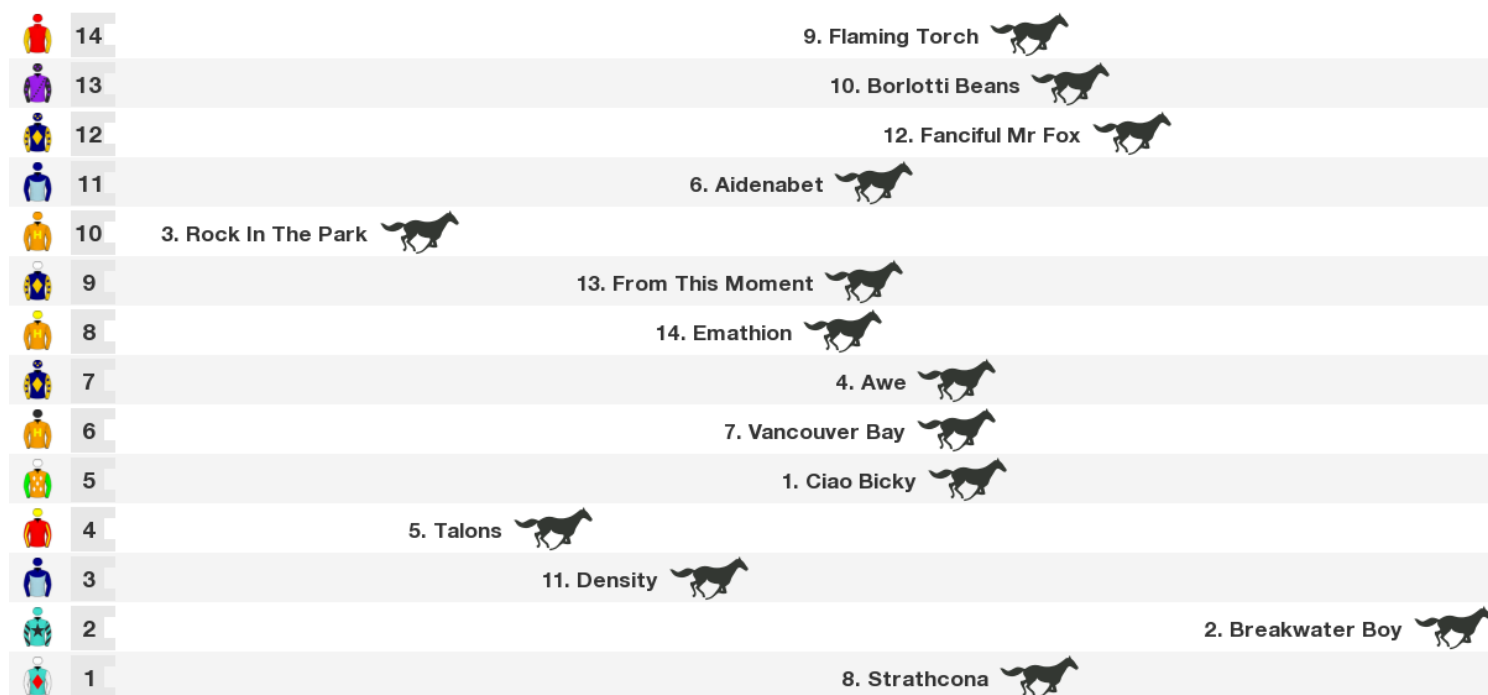 14 9. Flaming Torch
13 10. Borlotti Beans
12 12. Fanciful Mr Fox
11 6. Aidenabet
H 10 3. Rock In The Park
9 13. From This Moment
H 8 14. Emathion
7 4. Awe
H 6 7. Vancouver Bay
5 1. Ciao Bicky
4 5. Talons
3 11. Density
2 2. Breakwater Boy
1 8. Strathcona